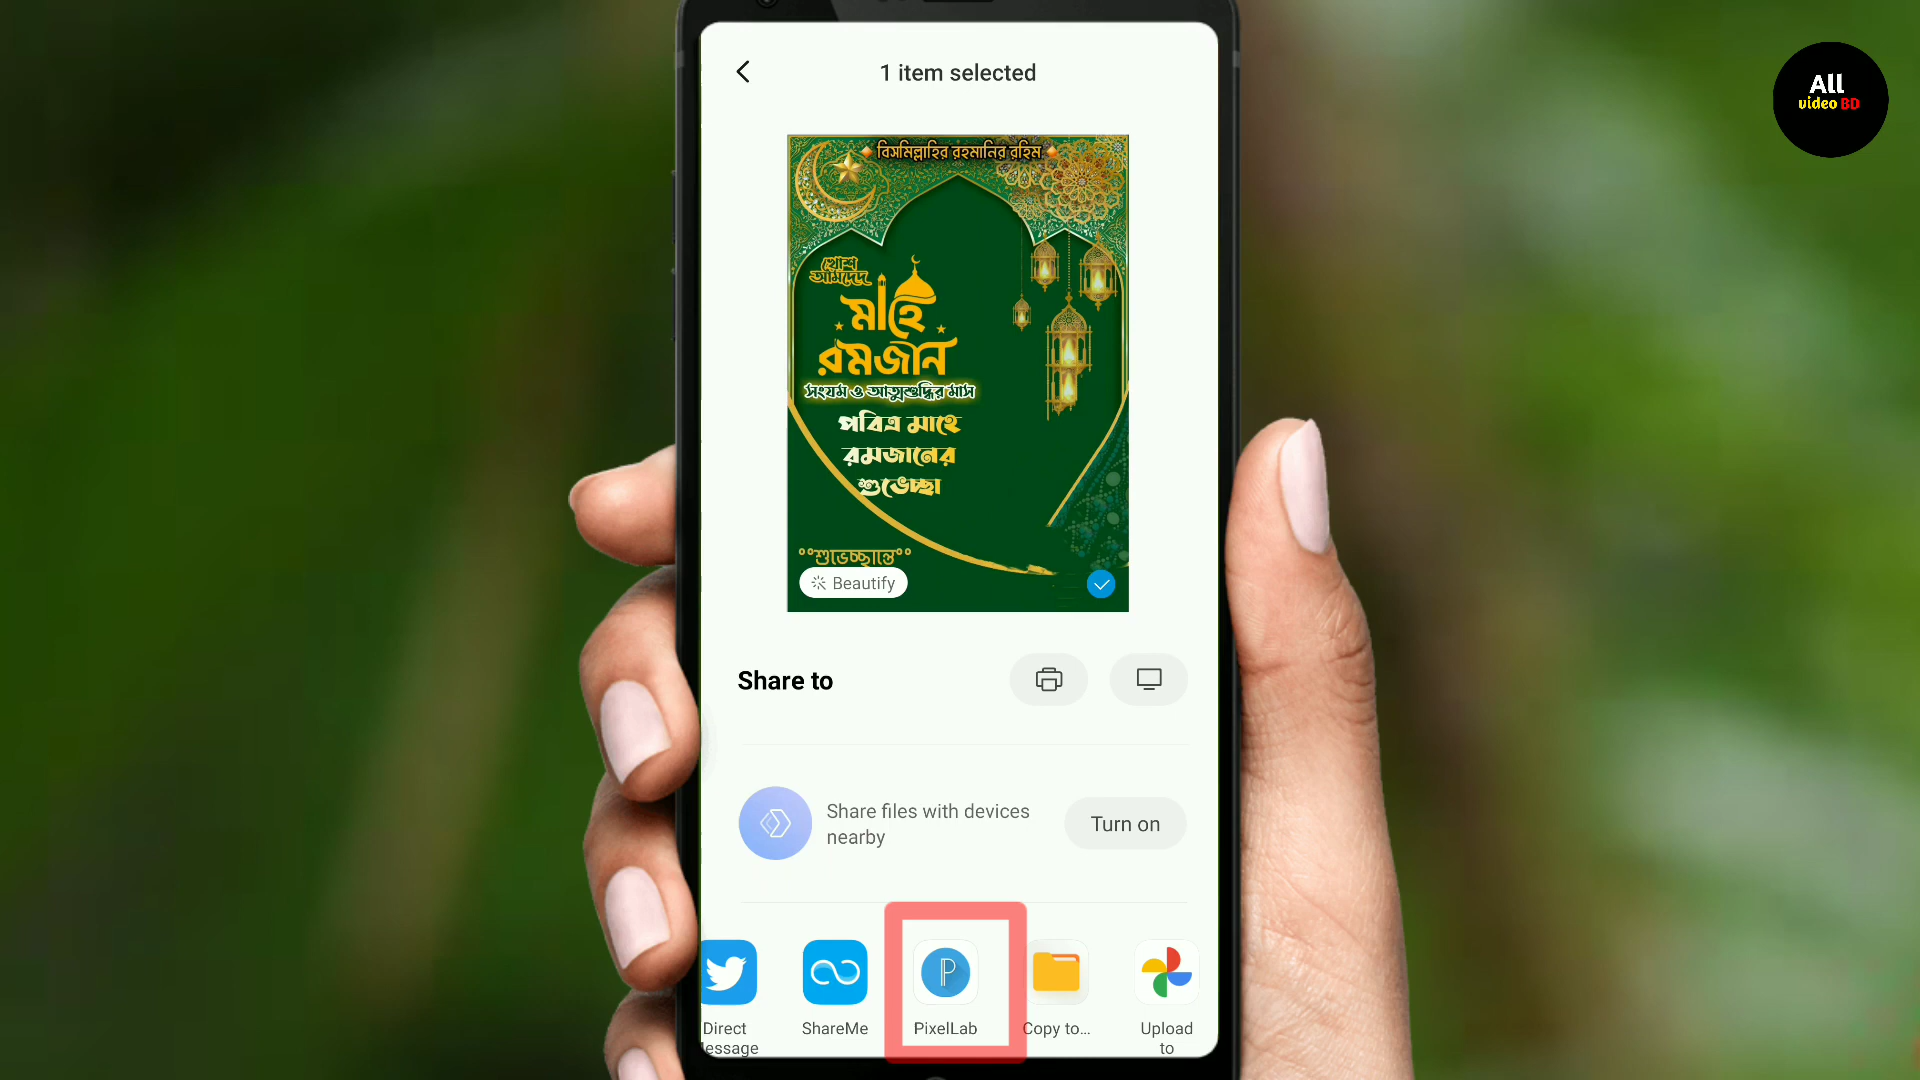 1 item selected
All
video BD
বিসমিল্লাহির রহমানির রহিম
খোশ
আমদেদ
মাহে
রমজান
সংযম ও আত্মশুদ্ধির মাস
পবিত্র মাহে
রমজানের
শুভেচ্ছা
°°শুভেচ্ছান্তে°°
Beautify
Share to
Share files with devices
nearby
Turn on
Direct
essage
ShareMe
PixelLab
Copy to...
Upload
to